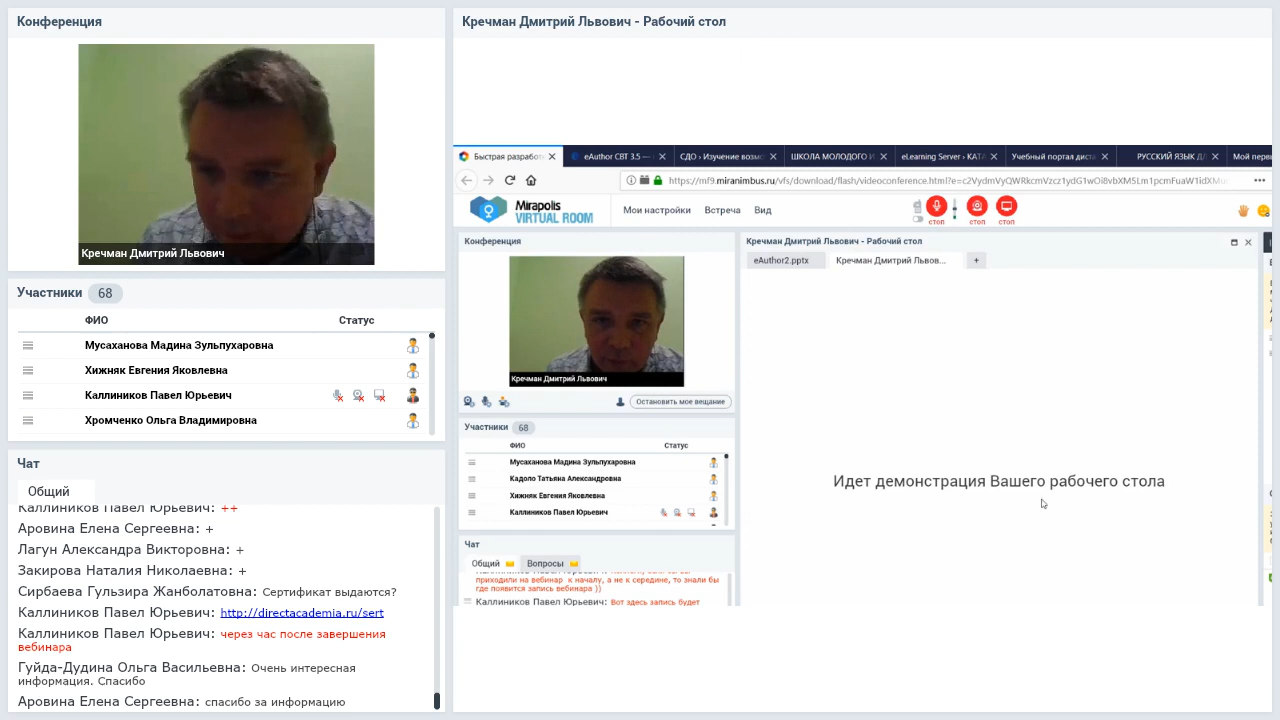 Конференция
Кречман Дмитрий Львович
Участники 68
ФИО Статус
Мусаханова Мадина Зульпухаровна
Хижняк Евгения Яковлевна
Каллиников Павел Юрьевич
Хромченко Ольга Владимировна
Чат
Общий
Каллиников Павел Юрьевич: ++
Аровина Елена Сергеевна: +
Лагун Александра Викторовна: +
Закирова Наталия Николаевна: +
Сирбаева Гульзира Жанболатовна: Сертификат выдаются?
Каллиников Павел Юрьевич: http://directacademia.ru/sert
Каллиников Павел Юрьевич: через час после завершения
вебинара
Гуйда-Дудина Ольга Васильевна: Очень интересная
информация. Спасибо
Аровина Елена Сергеевна: спасибо за информацию
Кречман Дмитрий Львович - Рабочий стол
Быстрая разработк
eAuthor CBT 3.5 —
СДО › Изучение возмо
ШКОЛА МОЛОДОГО И
eLearning Server › КАТА
Учебный портал диста
РУССКИЙ ЯЗЫК ДЛ
Мой перв
https://mf9.miranimbus.ru/vfs/download/flash/videoconference.html?e=
Mirapolis
VIRTUAL ROOM
Мои настройки Встреча Вид
стоп стоп стоп
Конференция
Кречман Дмитрий Львович
Остановить мое вещание
Участники 68
ФИО Статус
Мусаханова Мадина Зульпухаровна
Кадоло Татьяна Александровна
Хижняк Евгения Яковлевна
Каллиников Павел Юрьевич
Чат
Общий Вопросы
приходили на вебинар к началу, а не к середине, то знали бы
где появится запись вебинара ))
Каллиников Павел Юрьевич: Вот здесь запись будет
Кречман Дмитрий Львович - Рабочий стол
eAuthor2.pptx
Кречман Дмитрий Львов...
+
Идет демонстрация Вашего рабочего стола